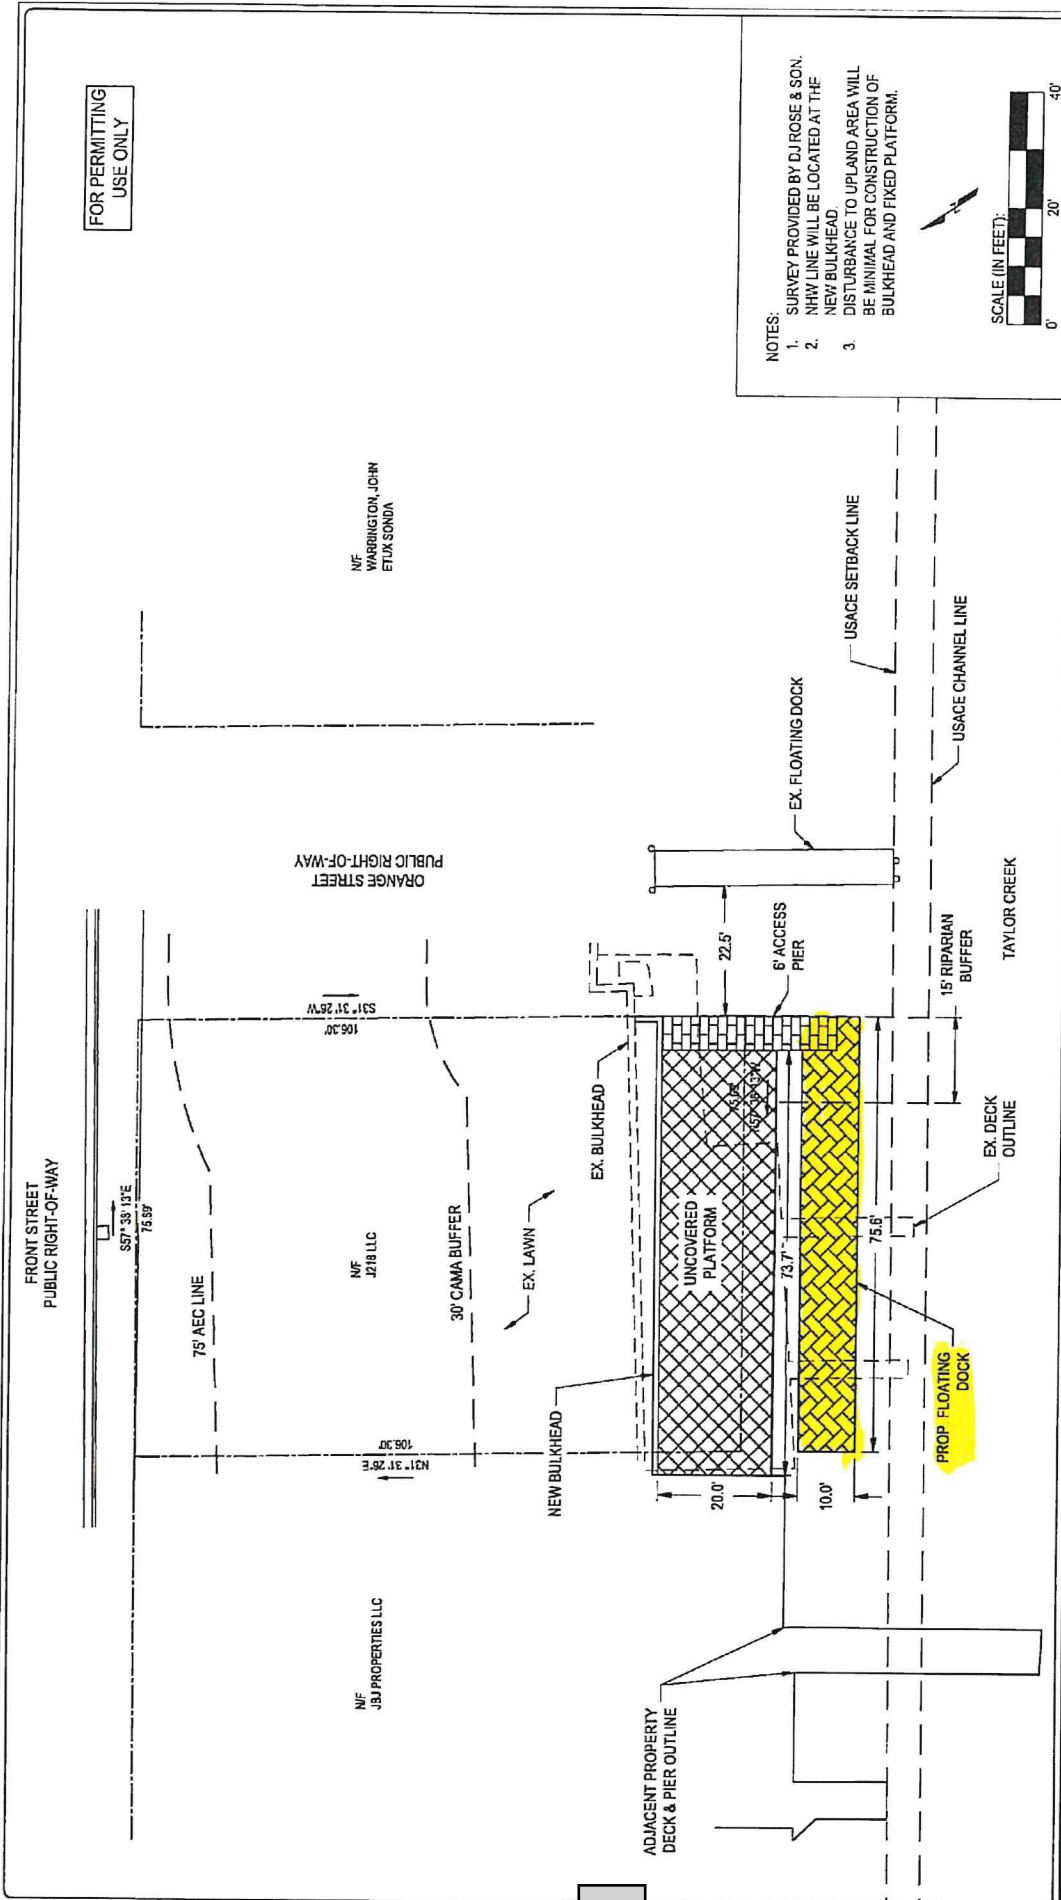 FOR PERMITTING
USE ONLY
FRONT STREET
PUBLIC RIGHT-OF-WAY
S57° 38' 13"E
75.69'
75' AEC LINE
N/F
J2TIB LLC
30' CAMA BUFFER
EX. LAWN
N31° 31' 26"E
106.30'
S31° 31' 26"W
106.30'
ORANGE STREET
PUBLIC RIGHT-OF-WAY
N/F
WARRINGTON, JOHN
ETUX SONDA
N/F
JBJ PROPERTIES LLC
NEW BULKHEAD
EX. BULKHEAD
UNCOVERED
PLATFORM
20.0'
10.0'
73.7'
75.6'
22.5'
6' ACCESS
PIER
EX. FLOATING DOCK
15' RIPARIAN
BUFFER
TAYLOR CREEK
EX. DECK
OUTLINE
PROP. FLOATING
DOCK
ADJACENT PROPERTY
DECK & PIER OUTLINE
USACE SETBACK LINE
USACE CHANNEL LINE
NOTES:
1. SURVEY PROVIDED BY DJ ROSE & SON.
2. NHW LINE WILL BE LOCATED AT THE
NEW BULKHEAD.
3. DISTURBANCE TO UPLAND AREA WILL
BE MINIMAL FOR CONSTRUCTION OF
BULKHEAD AND FIXED PLATFORM.
SCALE (IN FEET):
0' 20' 40'